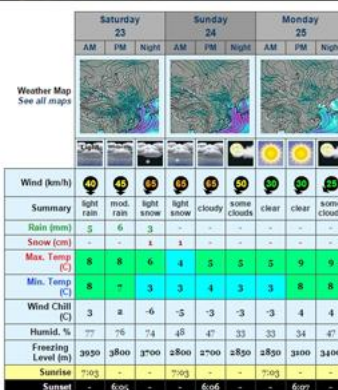 Saturday Sunday Monday
23 24 25
AM PM Night AM PM Night AM PM Nigh
Weather Map
See all maps
Wind (km/h) 40 45 65 65 65 50 30 30 25
Summary light rain mod. rain light snow light snow cloudy some clouds clear clear some clou
Rain (mm) 5 6 3 - - - - - -
Snow (cm) - - 1 1 - - - - -
Max. Temp (C) 8 8 6 4 5 5 5 9 9
Min. Temp (C) 8 7 3 3 4 3 3 8 8
Wind Chill (C) 3 2 -6 -5 -3 -3 -3 4 4
Humid. % 77 76 74 48 47 33 33 34 47
Freezing Level (m) 3950 3800 3700 2800 2700 2850 2850 3100 3400
Sunrise 7:03 - - 7:03 - - 7:03 - -
Sunset - 6:05 - - 6:06 - - 6:07 -